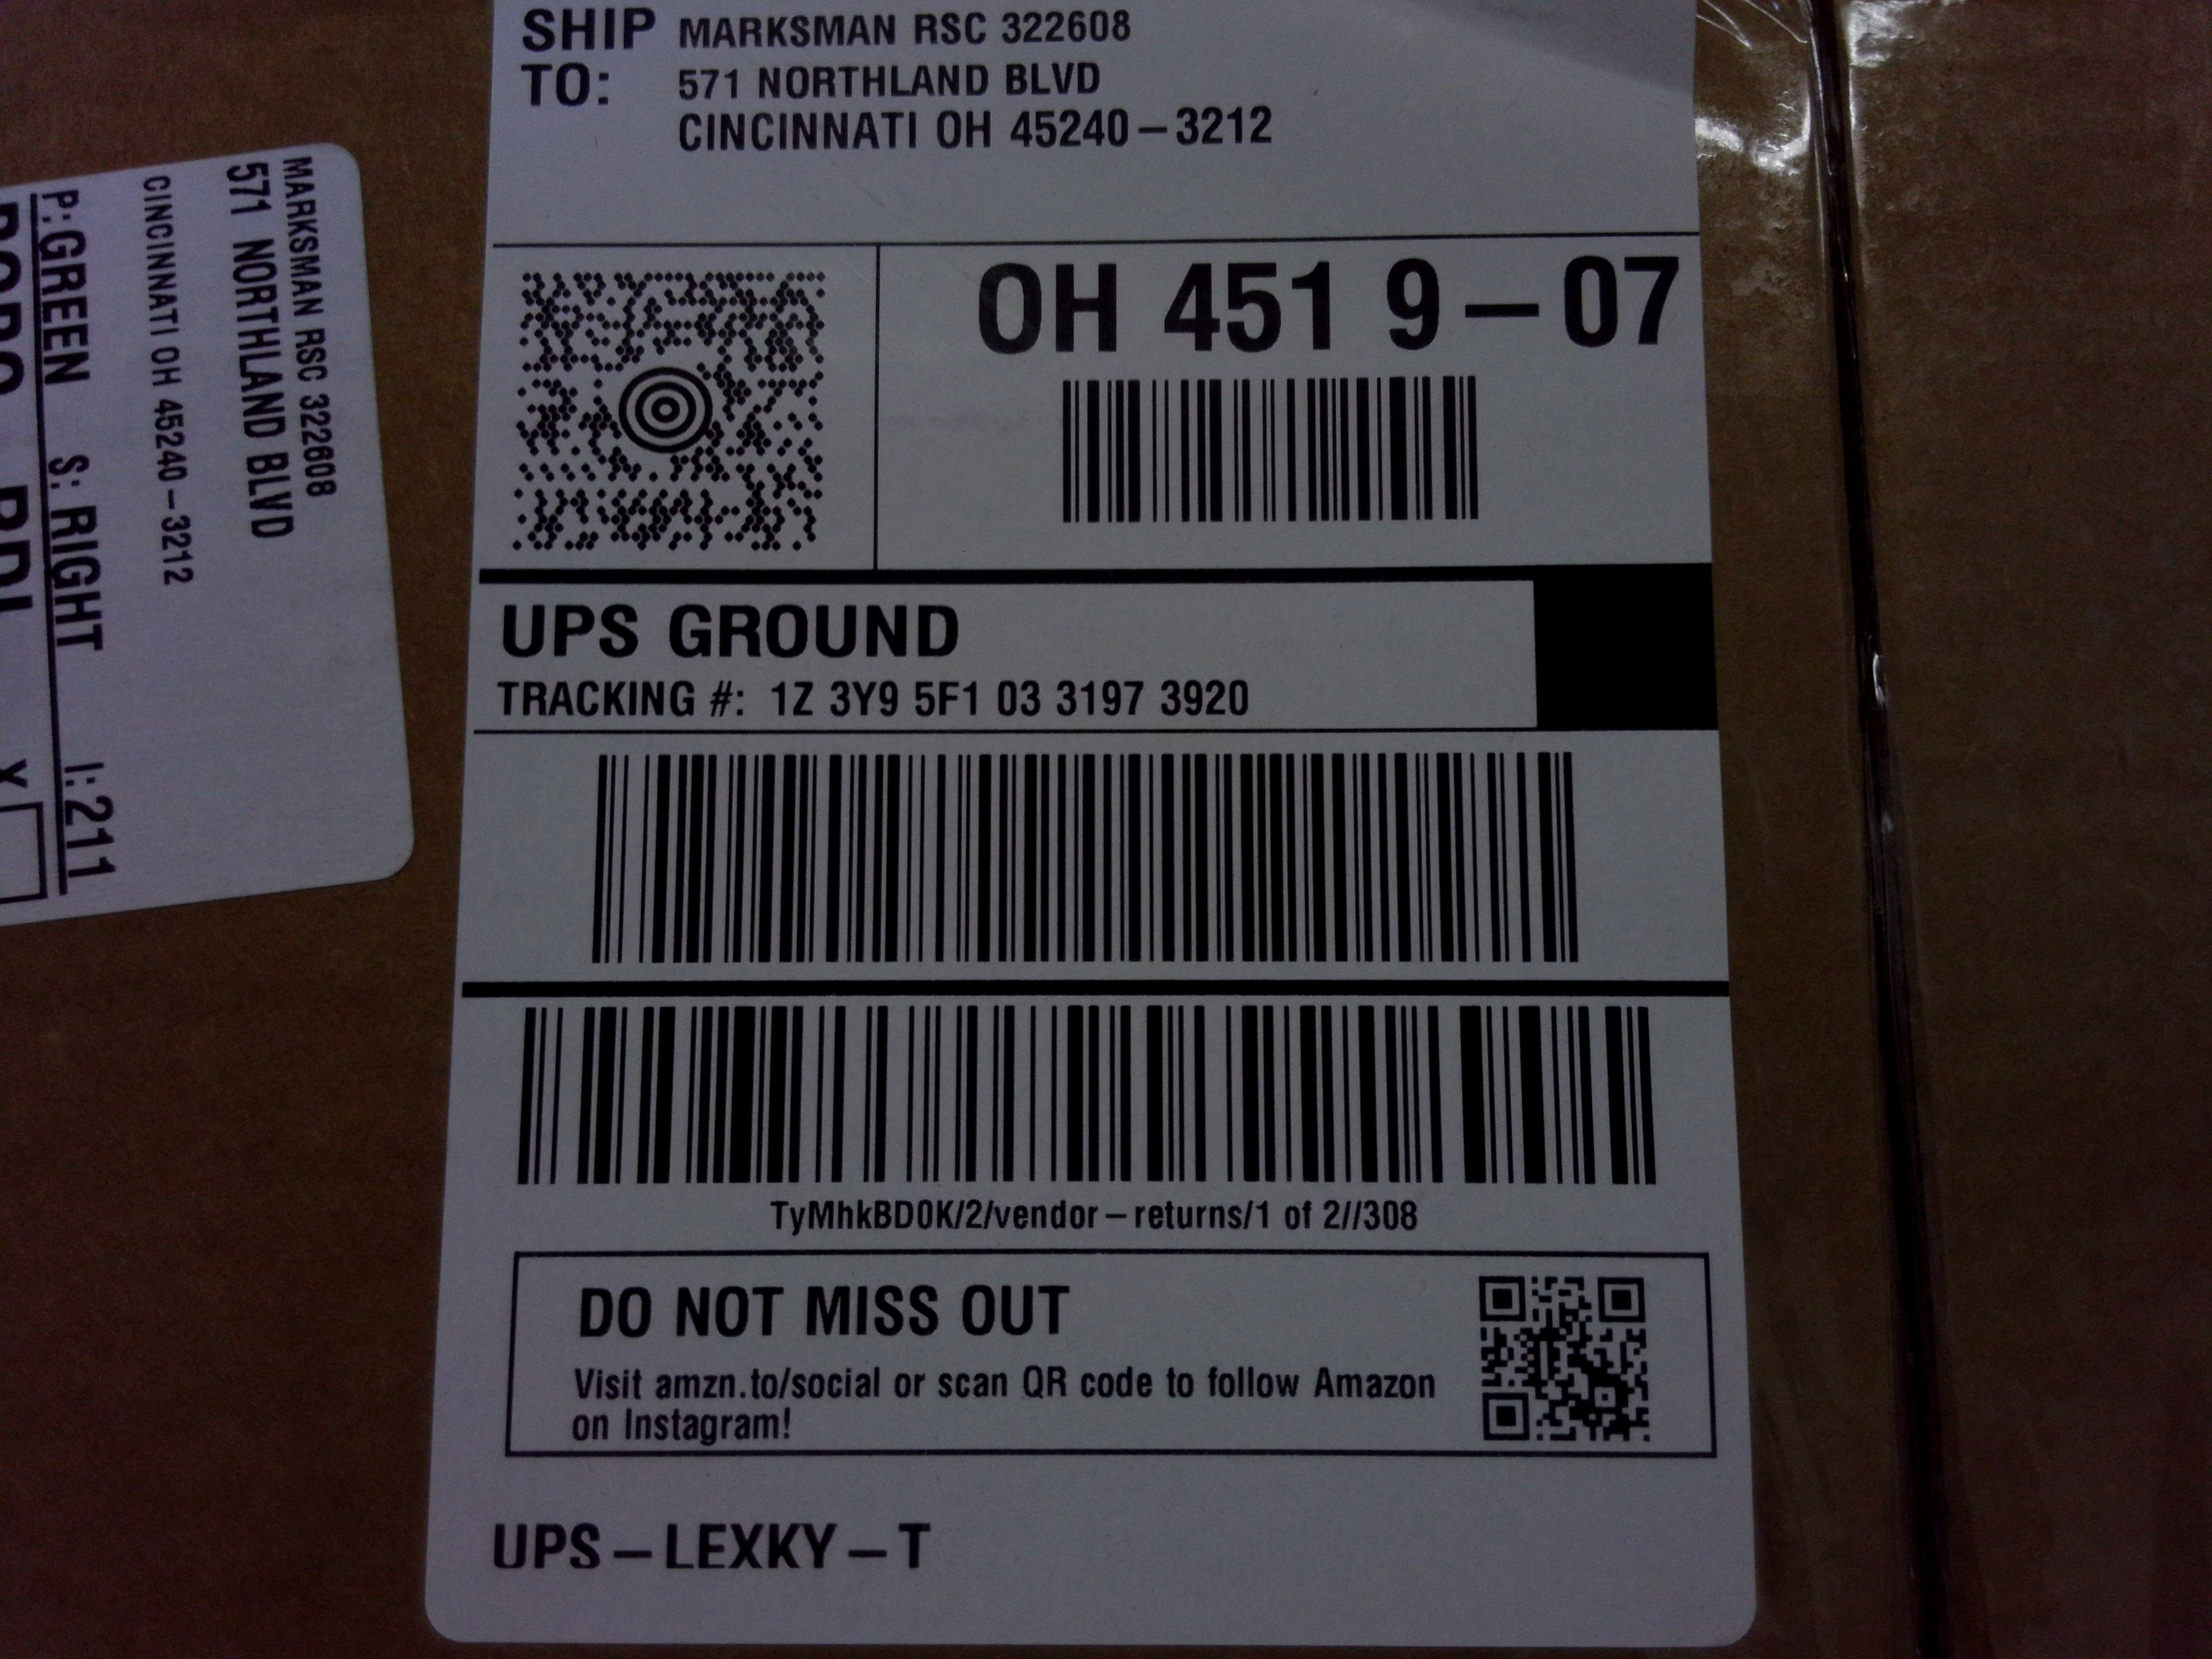 SHIP TO:
MARKSMAN RSC 322608
571 NORTHLAND BLVD
CINCINNATI OH 45240-3212
OH 451 9-07
UPS GROUND
TRACKING #: 1Z 3Y9 5F1 03 3197 3920
TyMhkBD0K/2/vendor-returns/1 of 2//308
DO NOT MISS OUT
Visit amzn.to/social or scan QR code to follow Amazon
on Instagram!
UPS-LEXKY-T
MARKSMAN RSC 322608
571 NORTHLAND BLVD
CINCINNATI OH 45240-3212
P:GREEN S: RIGHT I:211